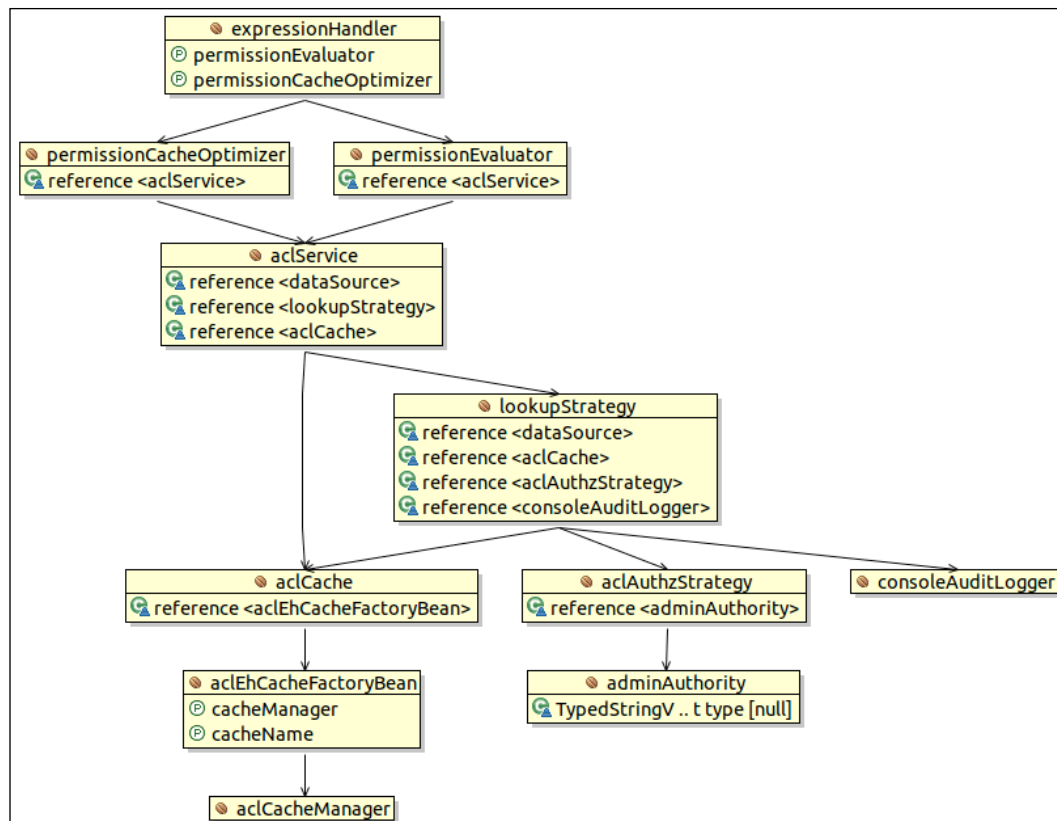 expressionHandler
permissionEvaluator
permissionCacheOptimizer
permissionCacheOptimizer
reference <aclService>
permissionEvaluator
reference <aclService>
aclService
reference <dataSource>
reference <lookupStrategy>
reference <aclCache>
lookupStrategy
reference <dataSource>
reference <aclCache>
reference <aclAuthzStrategy>
reference <consoleAuditLogger>
aclCache
reference <aclEhCacheFactoryBean>
aclAuthzStrategy
reference <adminAuthority>
consoleAuditLogger
aclEhCacheFactoryBean
cacheManager
cacheName
adminAuthority
TypedStringV .. t type [null]
aclCacheManager